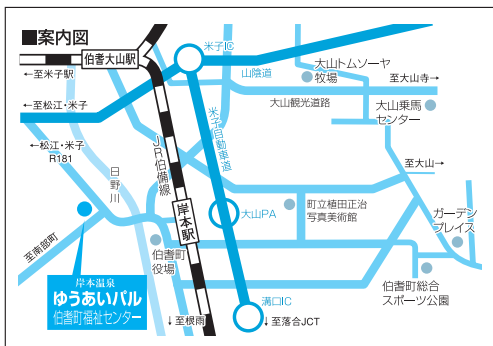 ■案内図
伯耆大山駅
米子IC
←至米子駅
山陰道
大山トムソーヤ
牧場
至大山寺→
←至松江・米子
大山観光道路
大山乗馬
センター
米子自動車道
←松江・米子
R181
日野川
JR伯備線
至大山→
岸本駅
大山PA
町立植田正治
写真美術館
ガーデン
プレイス
至南部町
伯耆町
役場
伯耆町総合
スポーツ公園
岸本温泉
ゆうあいパル
伯耆町福祉センター
溝口IC
↓至根雨
↓至落合JCT